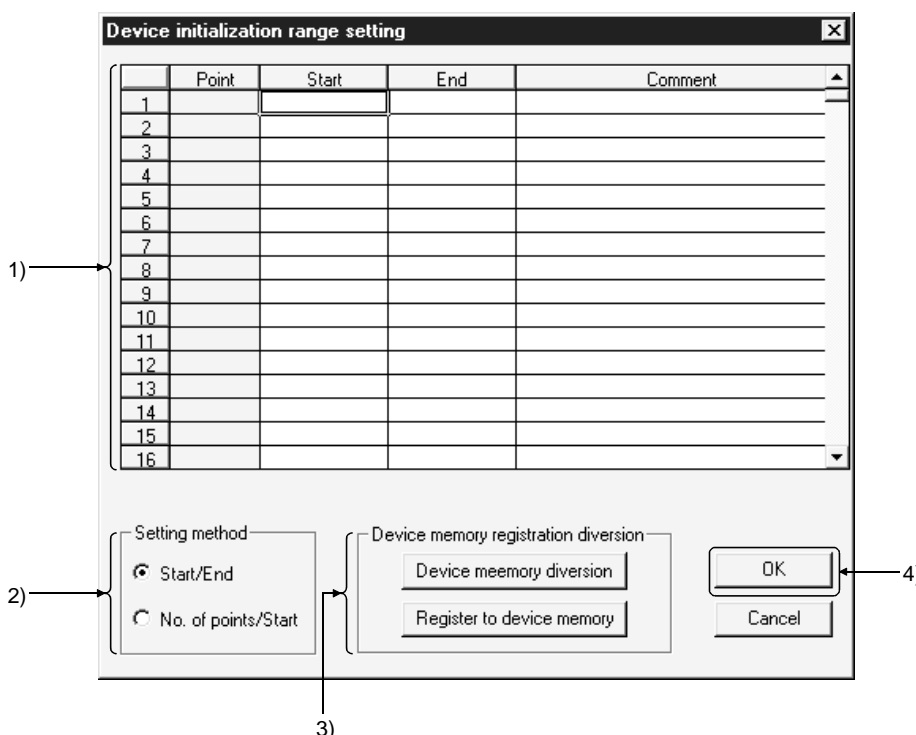 Device initialization range setting
Point Start End Comment
1
2
3
4
5
6
7
8
9
10
11
12
13
14
15
16
1)
Setting method
Start/End
No. of points/Start
2)
Device memory registration diversion
Device meemory diversion
Register to device memory
3)
OK
Cancel
4)